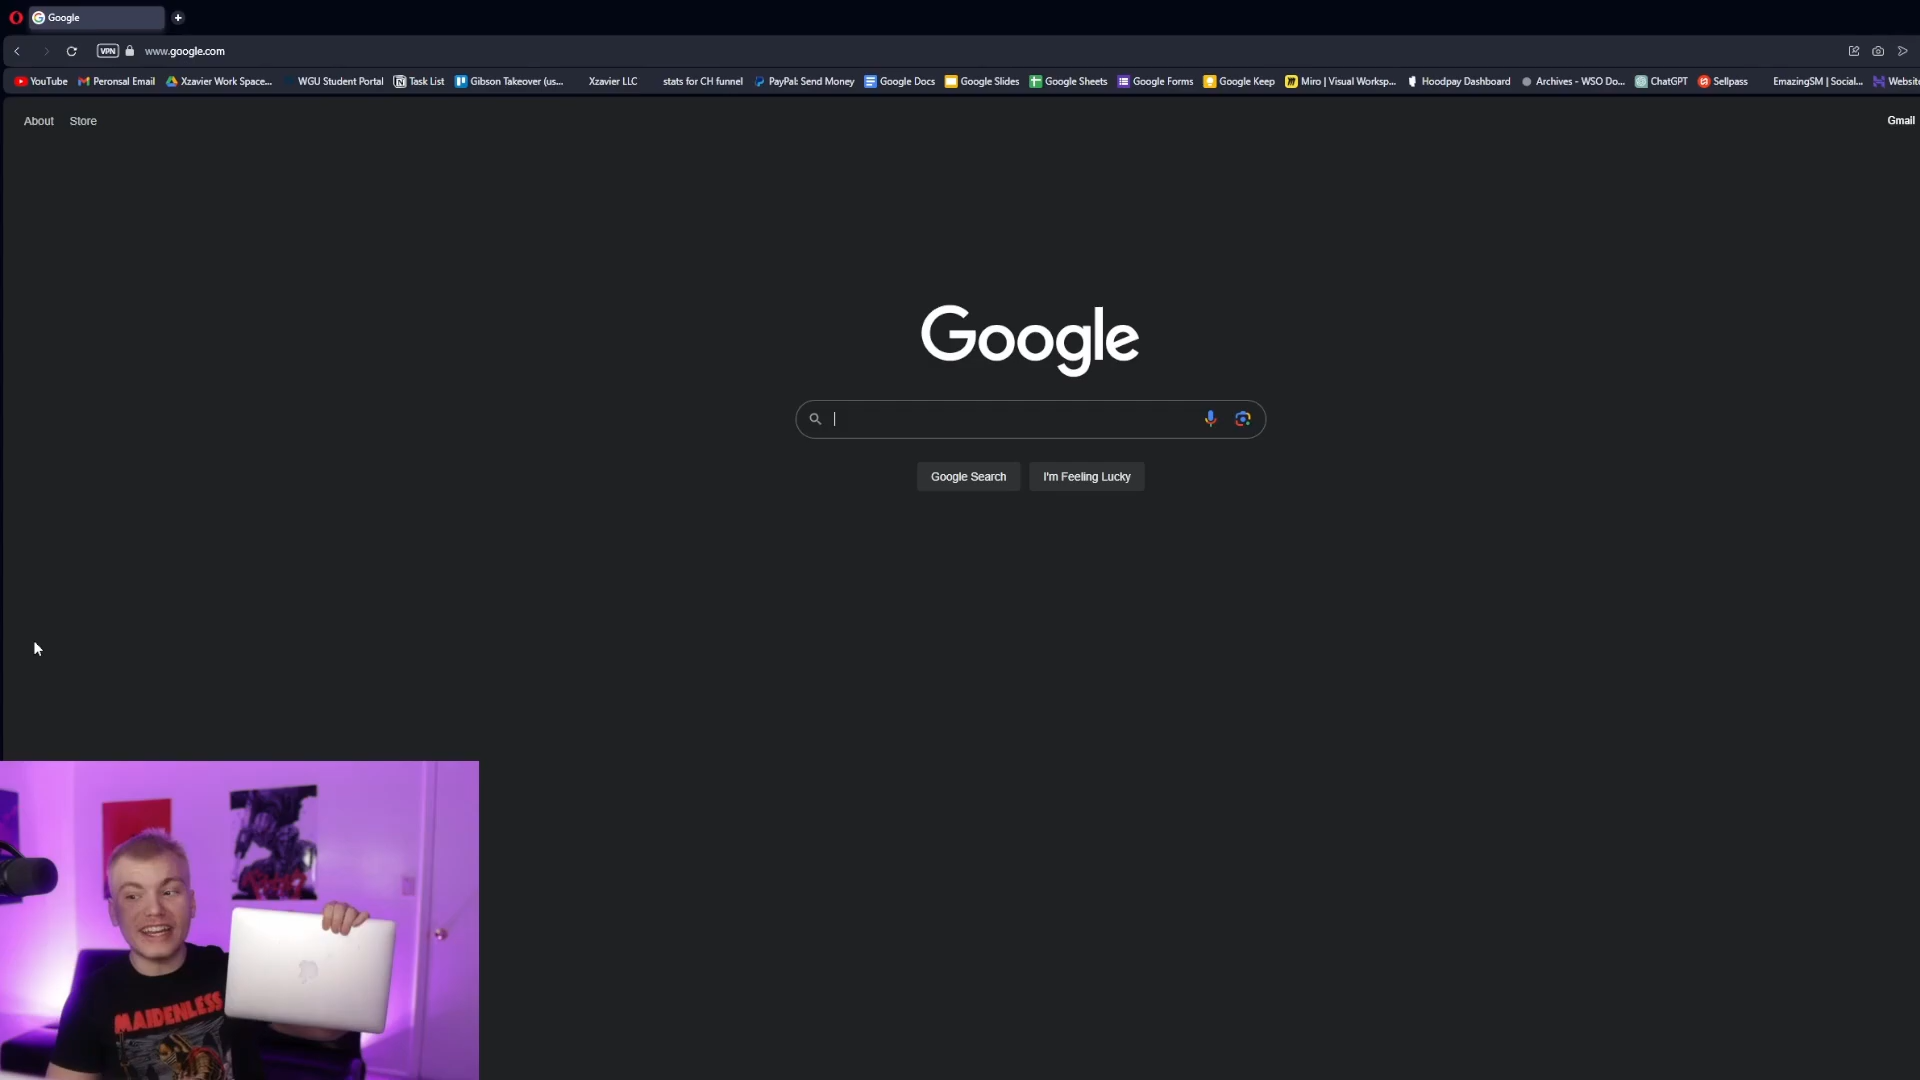 Google
VPN www.google.com
YouTube Peronsal Email Xzavier Work Space... WGU Student Portal Task List Gibson Takeover (us... Xzavier LLC stats for CH funnel PayPak Send Money Google Docs Google Slides Google Sheets Google Forms Google Keep Miro | Visual Worksp... Hoodpay Dashboard Archives - WSO Do... ChatGPT Sellpass EmazingSM | Social... Website
About Store Gmail
Google
Google Search I'm Feeling Lucky
MAIDENLESS